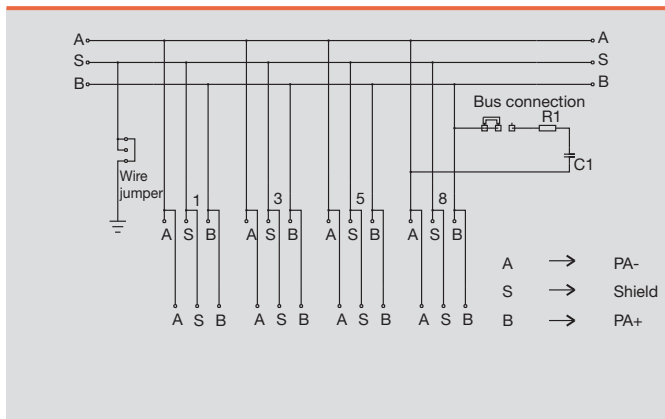 A A
S S
B B
Bus connection
R1
C1
Wire
jumper
1 3 5 8
A S B A S B A S B A S B
A → PA-
S → Shield
B → PA+
A S B A S B A S B A S B